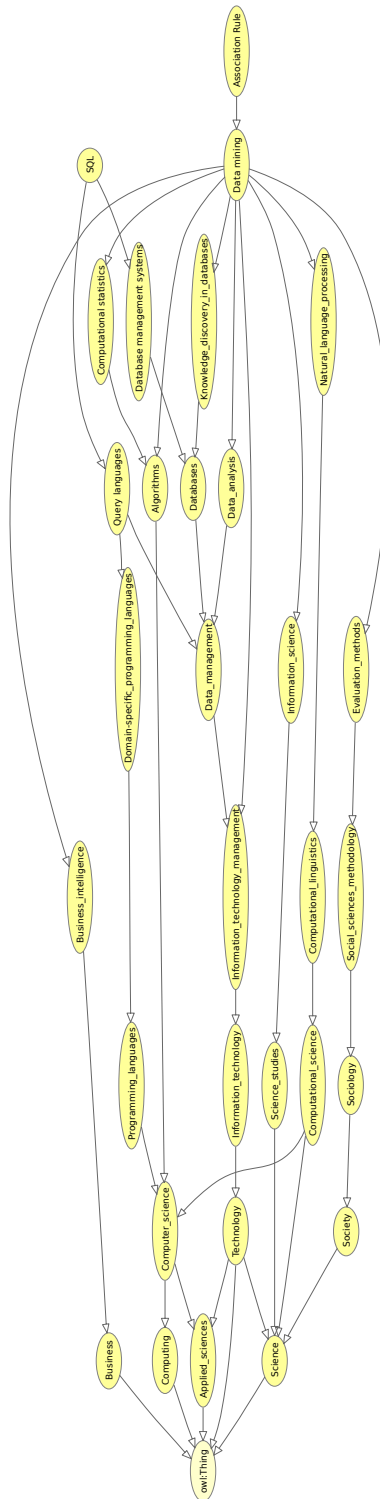 Association Rule
SQL
Data mining
Computational statistics
Database management systems
Knowledge_discovery_in_databases
Natural_language_processing
Query languages
Algorithms
Databases
Data_analysis
Domain-specific_programming_languages
Data_management
Information_science
Evaluation_methods
Business_intelligence
Information_technology_management
Computational_linguistics
Social_sciences_methodology
Programming_languages
Information_technology
Science_studies
Computational_science
Sociology
Computer_science
Technology
Society
Business
Computing
Applied_sciences
Science
owl:Thing